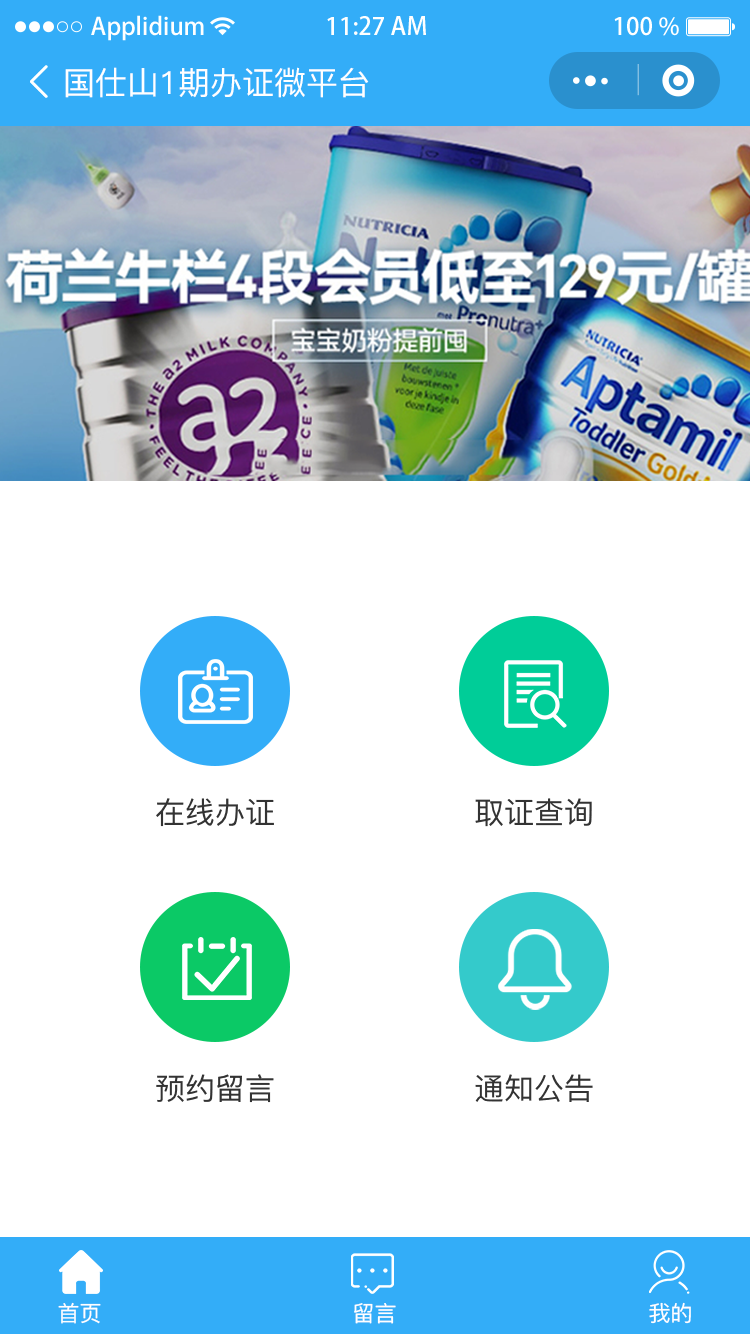 Applidium 11:27 AM 100 %
国仕山1期办证微平台
荷兰牛栏4段会员低至129元/罐
宝宝奶粉提前囤
NUTRICIA
Pronutra+
Met de juiste
bouwstenen
voor je kindje in
deze fase
THE a2 MILK COMPANY
a2
NUTRICIA
Aptamil
Toddler Gold+
在线办证
取证查询
预约留言
通知公告
首页
留言
我的